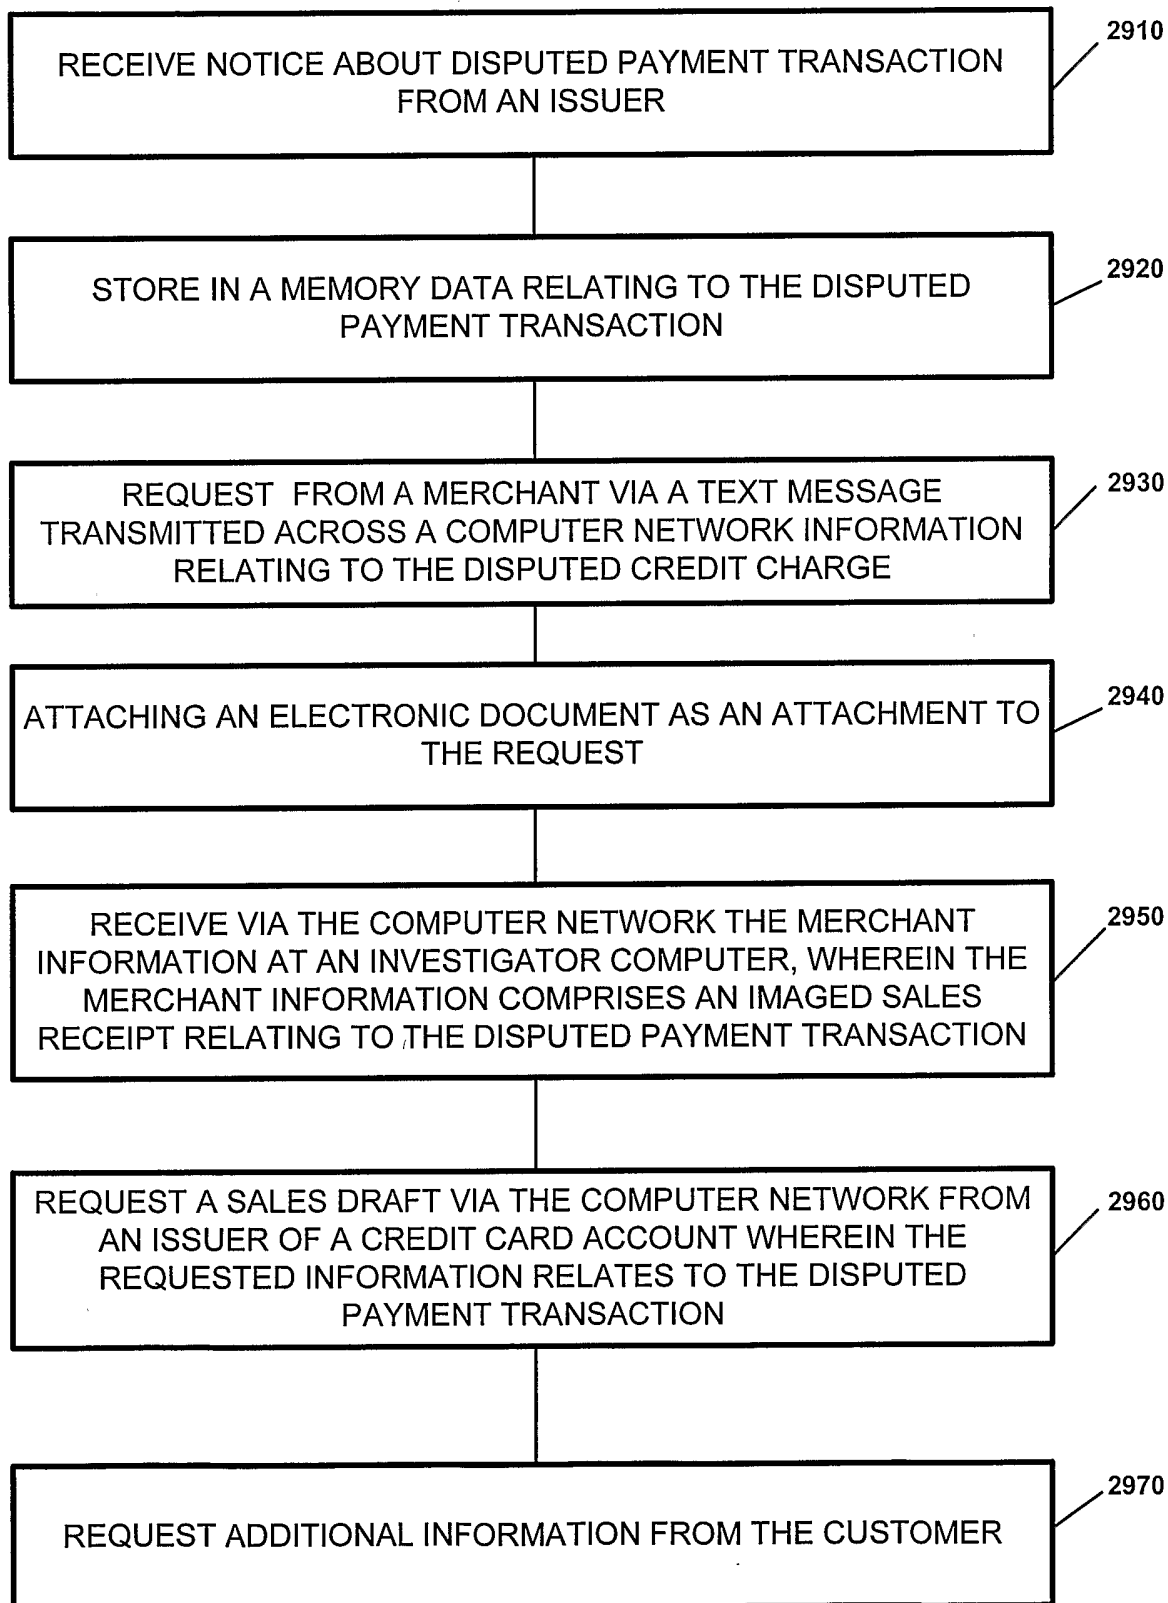 RECEIVE NOTICE ABOUT DISPUTED PAYMENT TRANSACTION
FROM AN ISSUER
2910
STORE IN A MEMORY DATA RELATING TO THE DISPUTED
PAYMENT TRANSACTION
2920
REQUEST FROM A MERCHANT VIA A TEXT MESSAGE
TRANSMITTED ACROSS A COMPUTER NETWORK INFORMATION
RELATING TO THE DISPUTED CREDIT CHARGE
2930
ATTACHING AN ELECTRONIC DOCUMENT AS AN ATTACHMENT TO
THE REQUEST
2940
RECEIVE VIA THE COMPUTER NETWORK THE MERCHANT
INFORMATION AT AN INVESTIGATOR COMPUTER, WHEREIN THE
MERCHANT INFORMATION COMPRISES AN IMAGED SALES
RECEIPT RELATING TO THE DISPUTED PAYMENT TRANSACTION
2950
REQUEST A SALES DRAFT VIA THE COMPUTER NETWORK FROM
AN ISSUER OF A CREDIT CARD ACCOUNT WHEREIN THE
REQUESTED INFORMATION RELATES TO THE DISPUTED
PAYMENT TRANSACTION
2960
REQUEST ADDITIONAL INFORMATION FROM THE CUSTOMER
2970